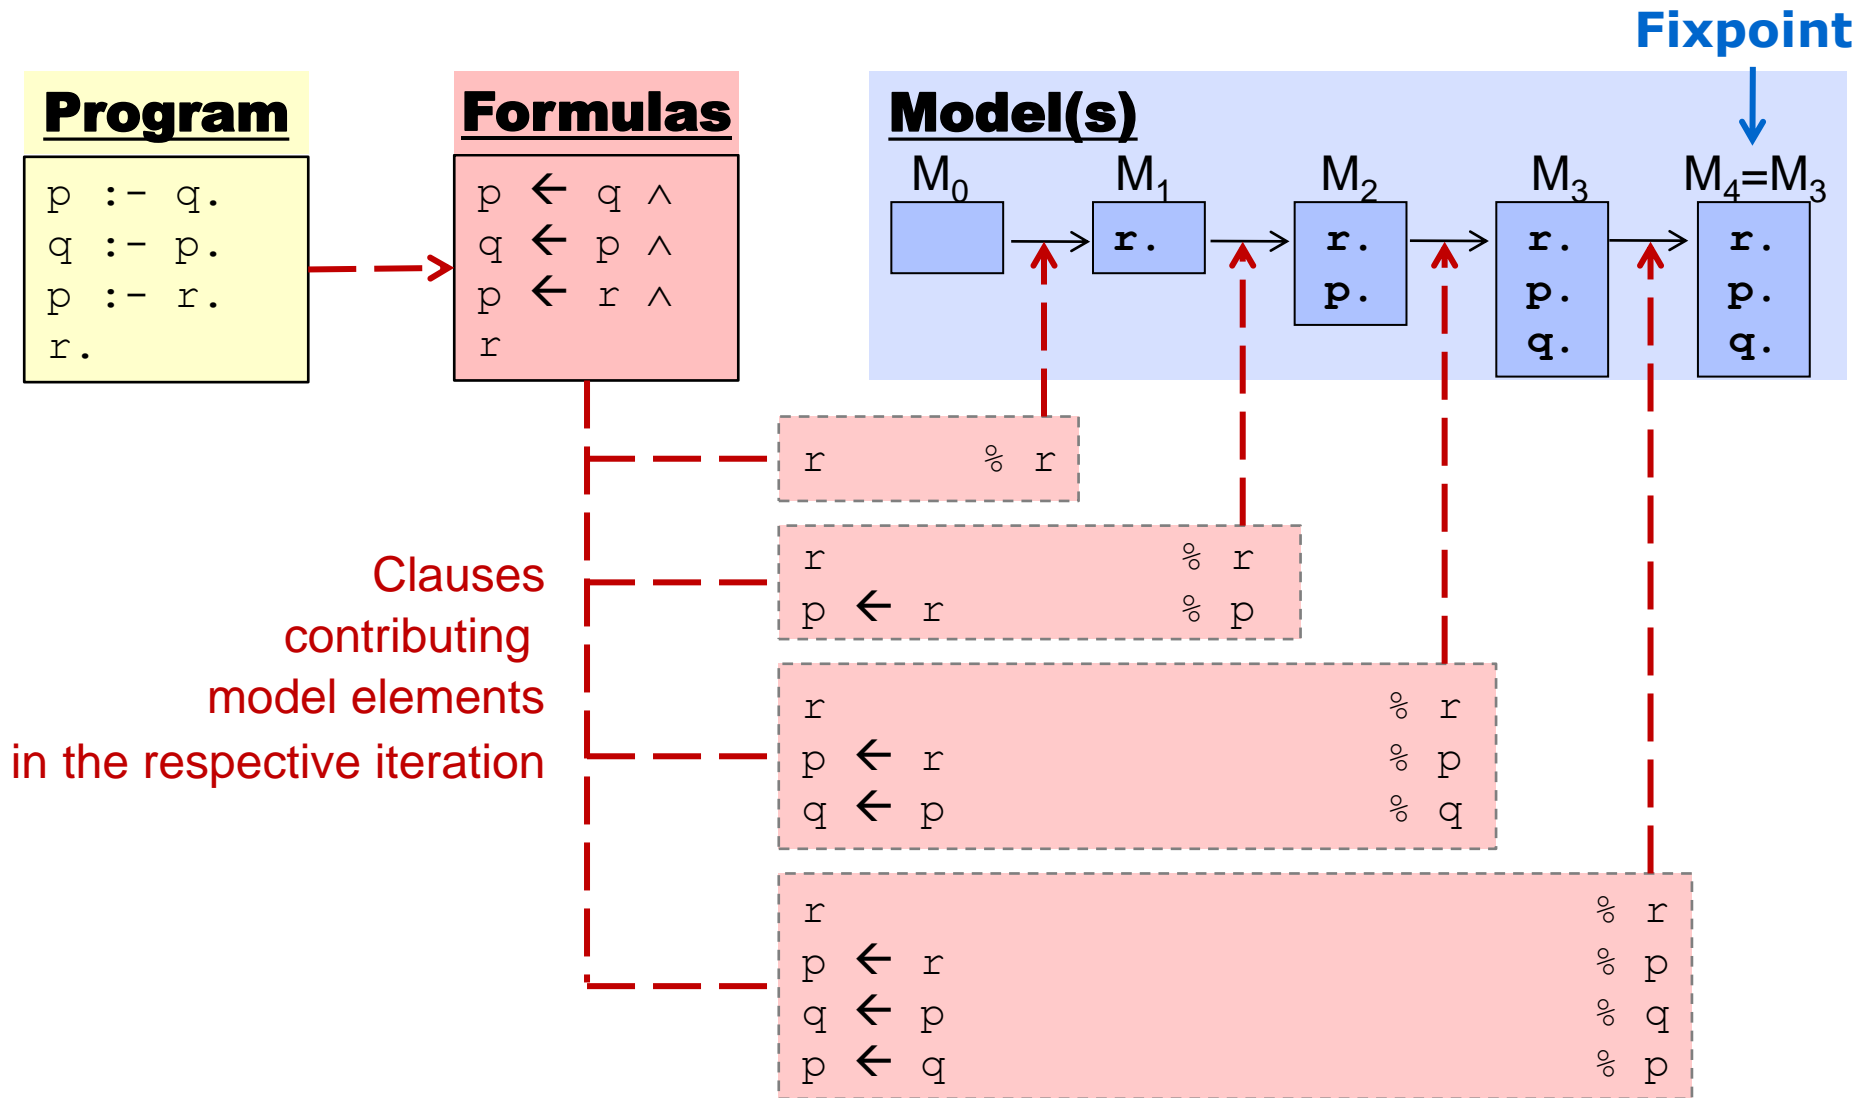 Fixpoint
Program
p :- q.
q :- p.
p :- r.
r.
Formulas
p ← q ∧
q ← p ∧
p ← r ∧
r
Model(s)
M₀ M₁ M₂ M₃ M₄=M₃
r.
r.
p.
r.
p.
q.
r.
p.
q.
r % r
r % r
p ← r % p
r % r
p ← r % p
q ← p % q
r % r
p ← r % p
q ← p % q
p ← q % p
Clauses
contributing
model elements
in the respective iteration